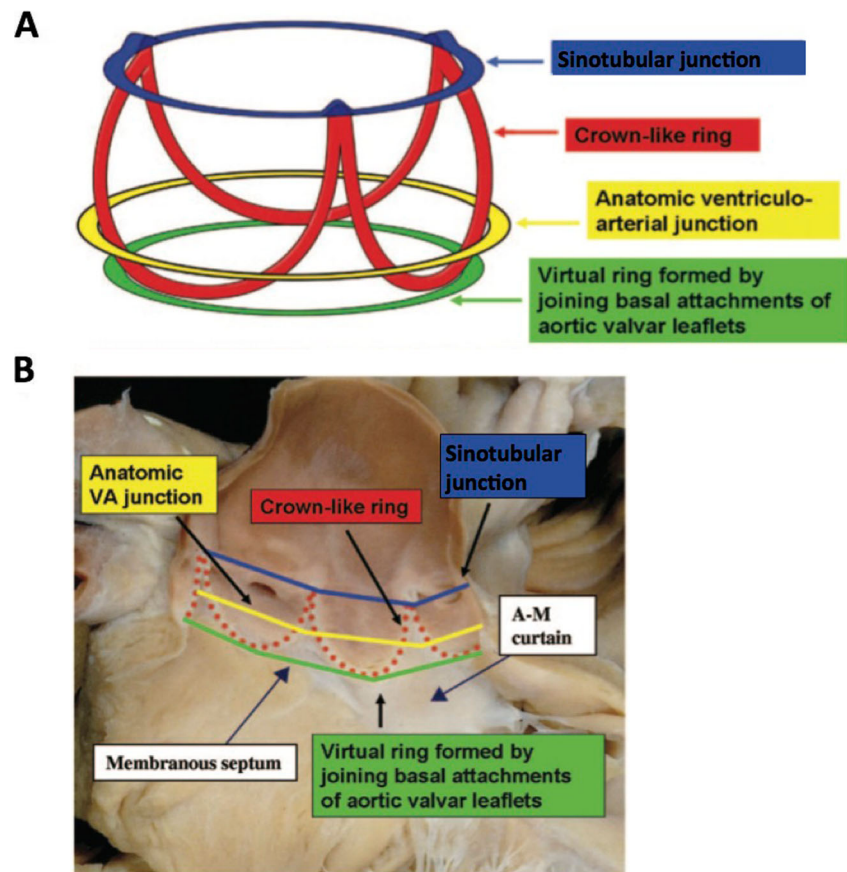 A
Sinotubular junction
Crown-like ring
Anatomic ventriculo-
arterial junction
Virtual ring formed by
joining basal attachments of
aortic valvar leaflets
B
Anatomic
VA junction
Crown-like ring
Sinotubular
junction
A-M
curtain
Membranous septum
Virtual ring formed by
joining basal attachments
of aortic valvar leaflets